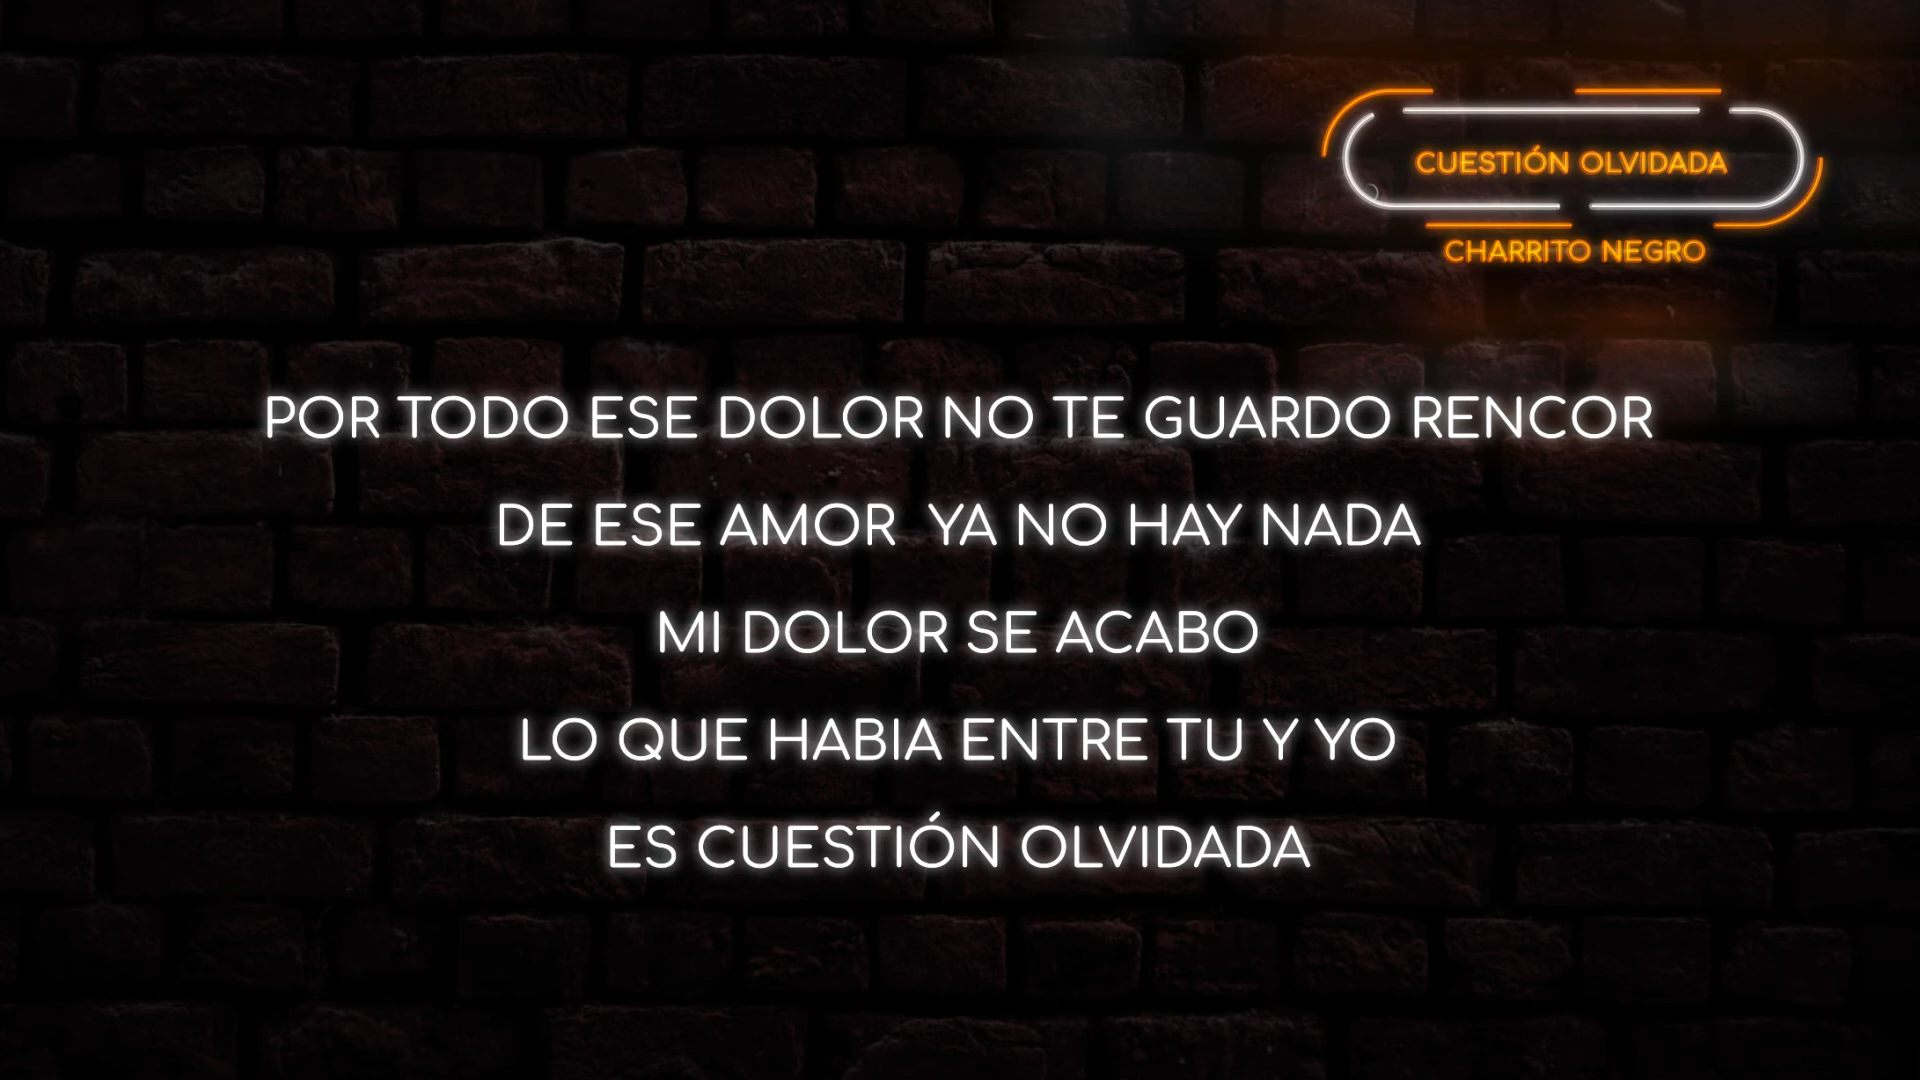 CUESTIÓN OLVIDADA
CHARRITO NEGRO
POR TODO ESE DOLOR NO TE GUARDO RENCOR
DE ESE AMOR YA NO HAY NADA
MI DOLOR SE ACABO
LO QUE HABIA ENTRE TU Y YO
ES CUESTIÓN OLVIDADA